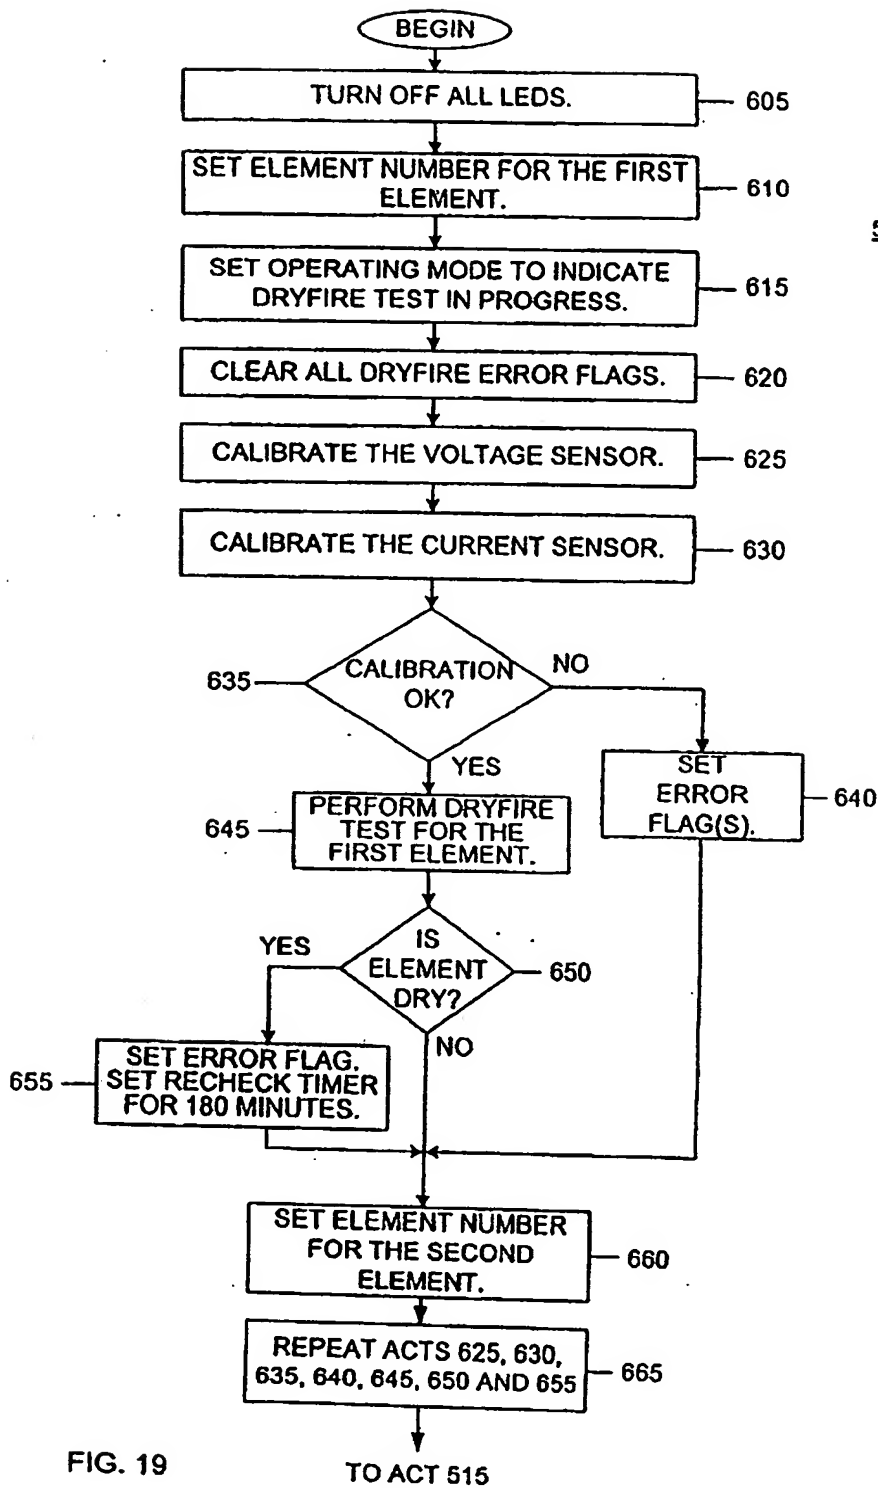 BEGIN
TURN OFF ALL LEDS.
605
SET ELEMENT NUMBER FOR THE FIRST
ELEMENT.
610
SET OPERATING MODE TO INDICATE
DRYFIRE TEST IN PROGRESS.
615
CLEAR ALL DRYFIRE ERROR FLAGS.
620
CALIBRATE THE VOLTAGE SENSOR.
625
CALIBRATE THE CURRENT SENSOR.
630
635
CALIBRATION
OK?
NO
YES
SET
ERROR
FLAG(S).
640
645
PERFORM DRYFIRE
TEST FOR THE
FIRST ELEMENT.
YES
IS
ELEMENT
DRY?
650
NO
655
SET ERROR FLAG.
SET RECHECK TIMER
FOR 180 MINUTES.
SET ELEMENT NUMBER
FOR THE SECOND
ELEMENT.
660
REPEAT ACTS 625, 630,
635, 640, 645, 650 AND 655
665
FIG. 19
TO ACT 515